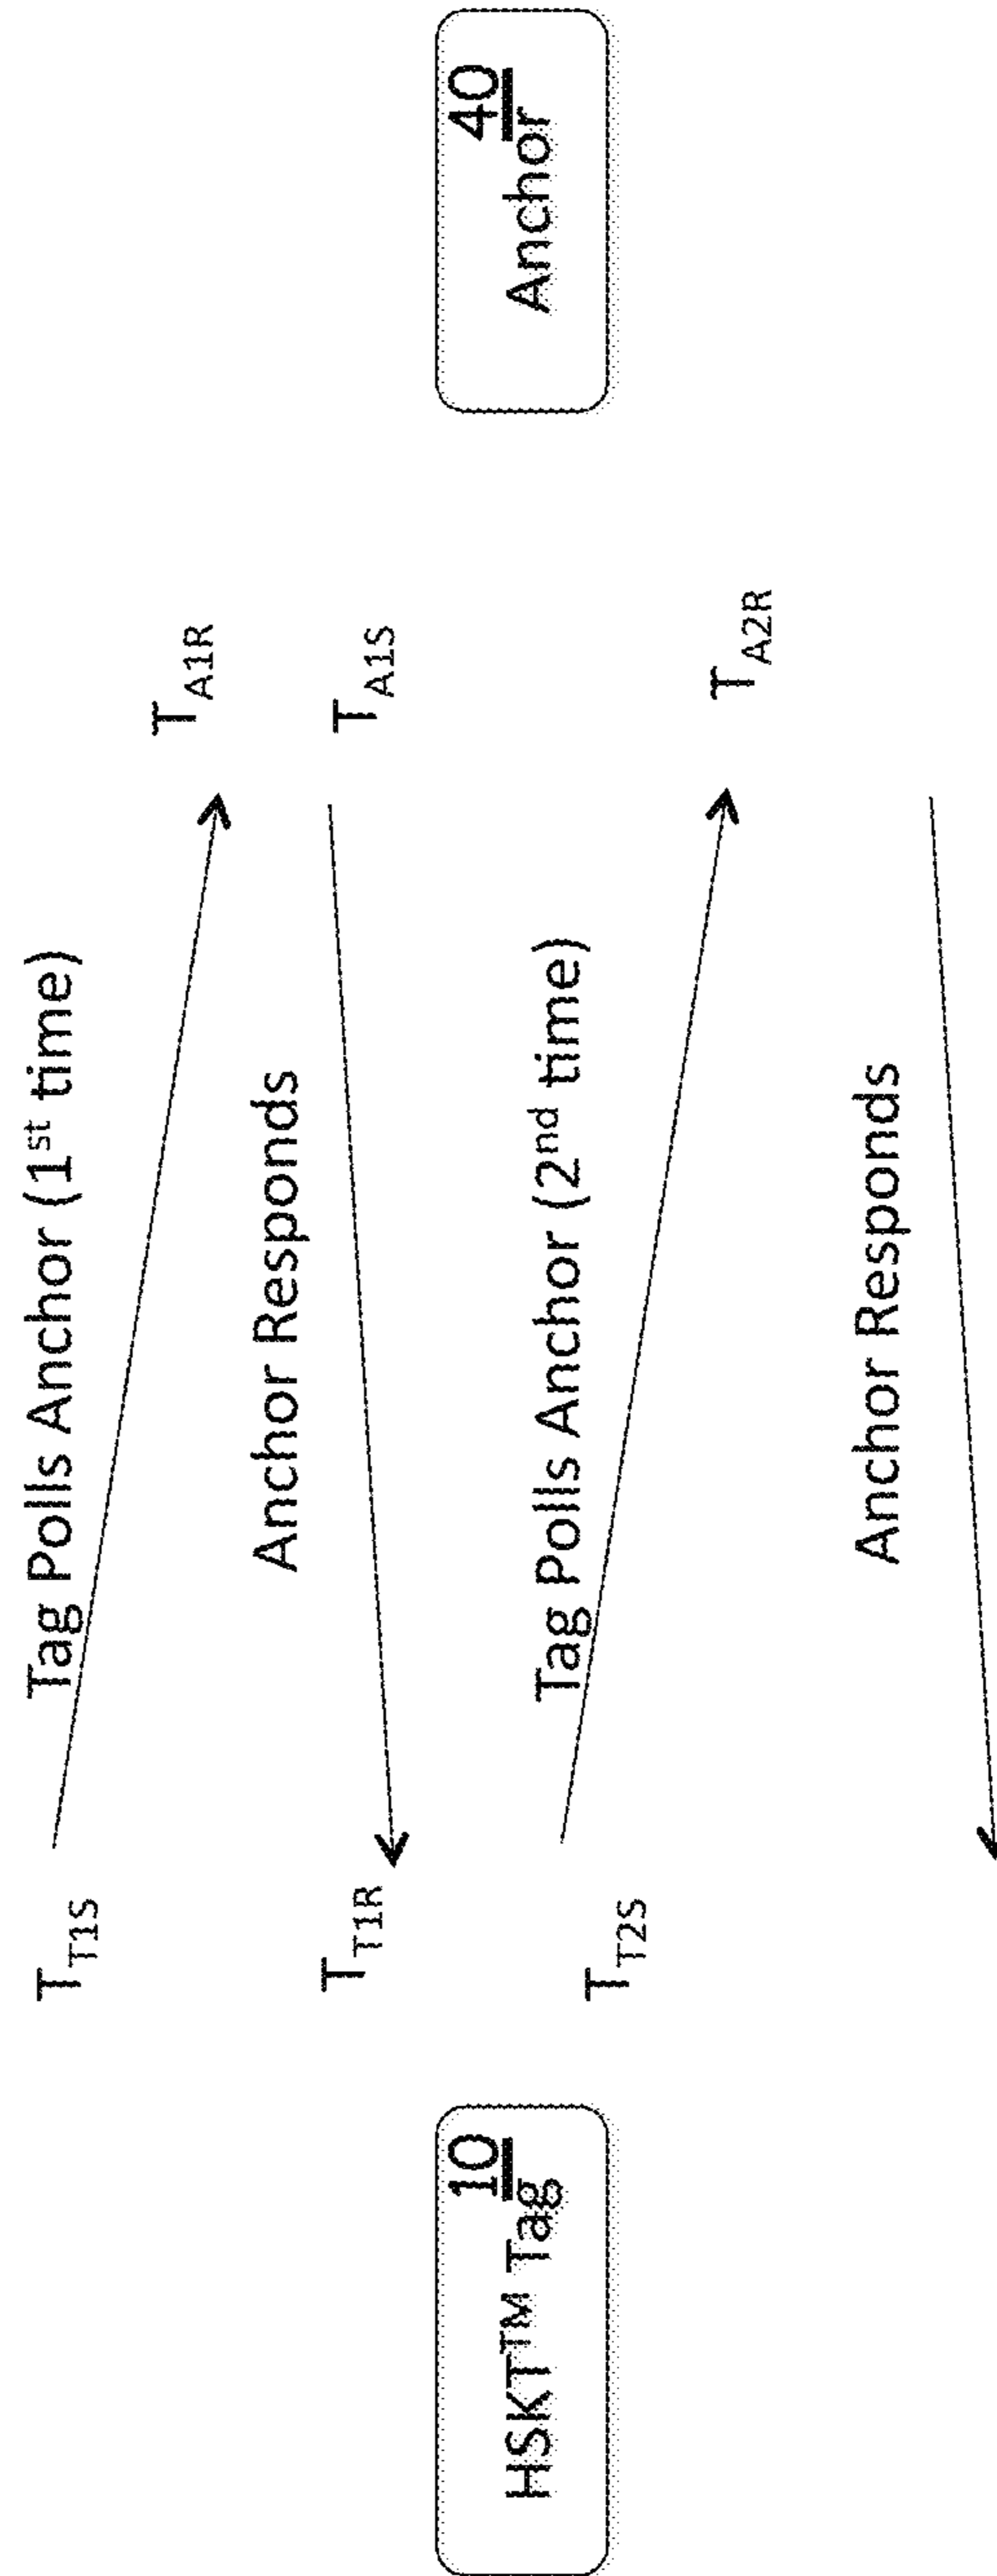 T_T1S
Tag Polls Anchor (1st time)
T_A1R
Anchor Responds
T_A1S
T_T1R
HSKT™ Tag
10
40
Anchor
Tag Polls Anchor (2nd time)
T_T2S
T_A2R
Anchor Responds